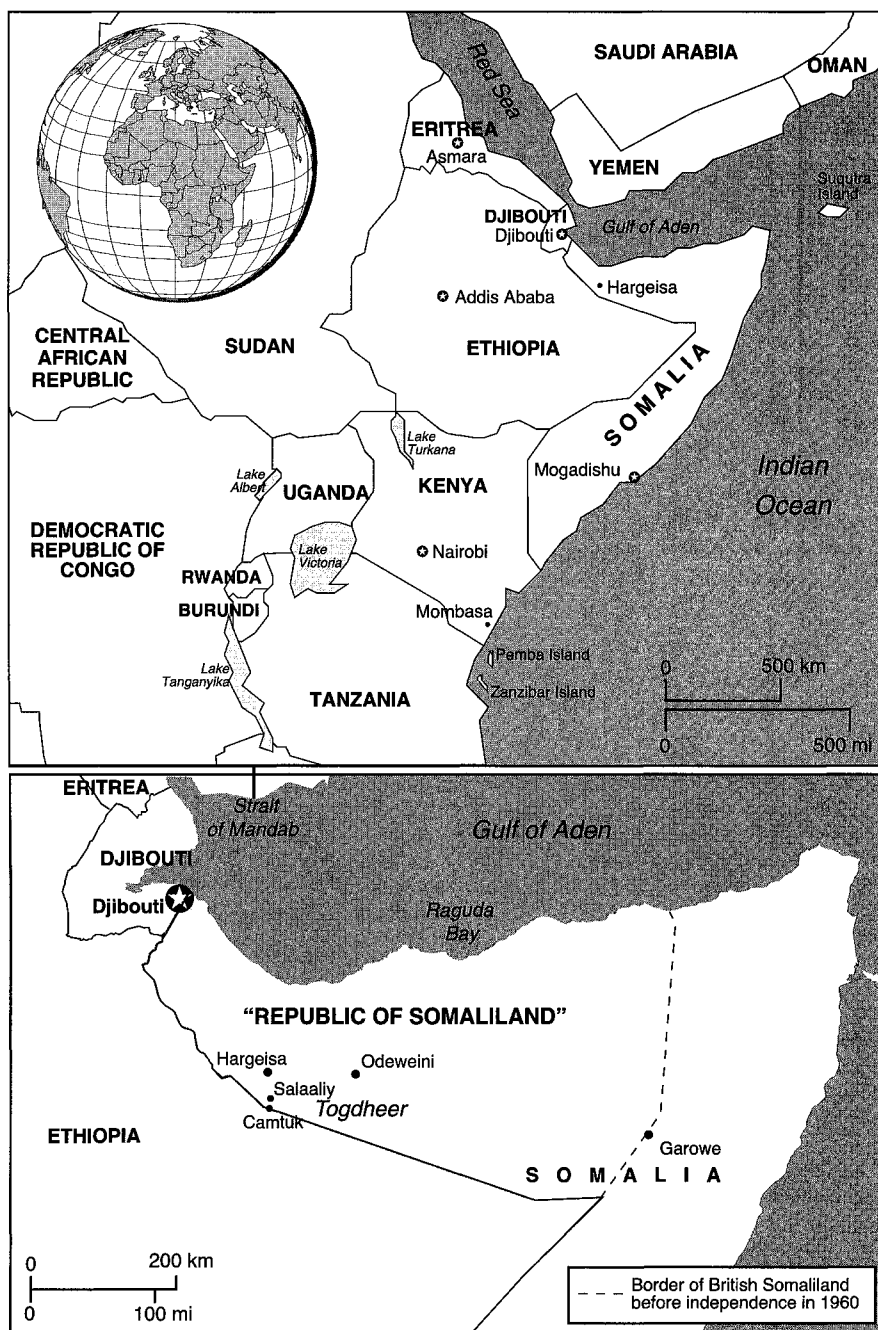 SAUDI ARABIA
OMAN
Red Sea
ERITREA
Asmara
YEMEN
Suqutra
Island
DJIBOUTI
Djibouti
Gulf of Aden
Hargeisa
Addis Ababa
CENTRAL
AFRICAN
REPUBLIC
SUDAN
ETHIOPIA
SOMALIA
Lake
Turkana
Mogadishu
Indian
Ocean
Lake
Albert
UGANDA
KENYA
DEMOCRATIC
REPUBLIC OF
CONGO
Lake
Victoria
Nairobi
RWANDA
BURUNDI
Mombasa
Lake
Tanganyika
Pemba Island
Zanzibar Island
TANZANIA
0 500 km
0 500 mi
ERITREA
Strait
of Mandab
Gulf of Aden
DJIBOUTI
Djibouti
Raguda
Bay
“REPUBLIC OF SOMALILAND”
Hargeisa
Odeweini
Salaaliy
Togdheer
Camtuk
ETHIOPIA
Garowe
SOMALIA
0 200 km
0 100 mi
Border of British Somaliland
before independence in 1960